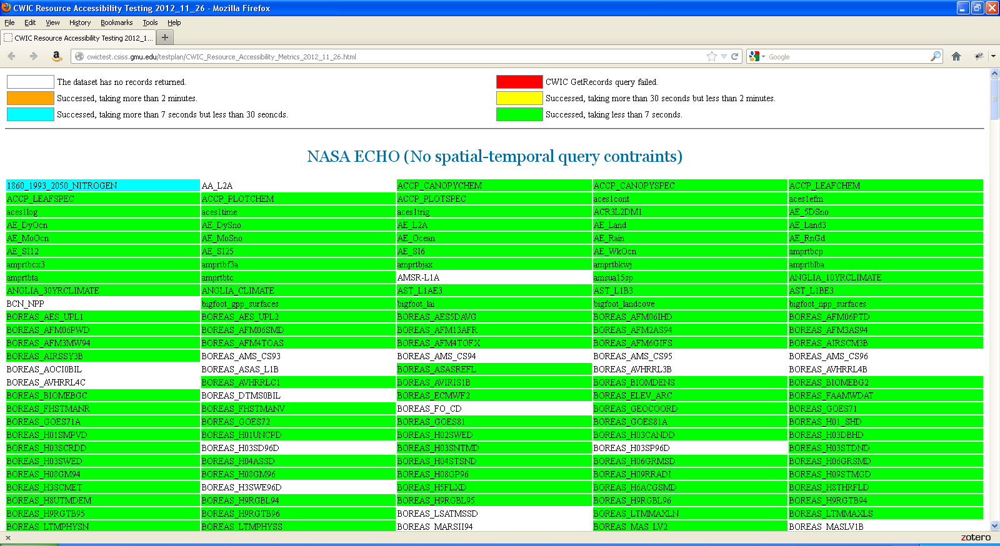 CWIC Resource Accessibility Testing 2012_11_26 - Mozilla Firefox
File Edit View History Bookmarks Tools Help
CWIC Resource Accessibility Testing 2012_1...
cwictest.csiss.gmu.edu/testplan/CWIC_Resource_Accessibility_Metrics_2012_11_26.html Google
The dataset has no records returned. CWIC GetRecords query failed.
Successed, taking more than 2 minutes. Successed, taking more than 30 seconds but less than 2 minutes.
Successed, taking more than 7 seconds but less than 30 seoncds. Successed, taking less than 7 seconds.
NASA ECHO (No spatial-temporal query contraints)
1860_1993_2050_NITROGEN AA_L2A ACCP_CANOPYCHEM ACCP_CANOPYSPEC ACCP_LEAFCHEM
ACCP_LEAFSPEC ACCP_PLOTCHEM ACCP_PLOTSPEC aces1cont aces1efm
aces1log aces1time aces1trig ACR3L2DM1 AE_5DSno
AE_DyOcn AE_DySno AE_L2A AE_Land AE_Land3
AE_MoOcn AE_MoSno AE_Ocean AE_Rain AE_RnGd
AE_SI12 AE_SI25 AE_SI6 AE_WkOcn amprtbcp
amprtbcx3 amprtbf3a amprtbjax amprtbkwj amprtblba
amprtbta amprtbtc AMSR-L1A amsua15sp ANGLIA_10YRCLIMATE
ANGLIA_30YRCLIMATE ANGLIA_CLIMATE AST_L1AE3 AST_L1B3 AST_L1BE3
BCN_NPP bigfoot_gpp_surfaces bigfoot_lai bigfoot_landcove bigfoot_npp_surfaces
BOREAS_AES_UPL1 BOREAS_AES_UPL2 BOREAS_AES5DAVG BOREAS_AFM06IHD BOREAS_AFM06PTD
BOREAS_AFM06PWD BOREAS_AFM06SMD BOREAS_AFM13AFR BOREAS_AFM2AS94 BOREAS_AFM3AS94
BOREAS_AFM3MW94 BOREAS_AFM4TOAS BOREAS_AFM4TOFX BOREAS_AFM6GIFS BOREAS_AIRSCM3B
BOREAS_AIRSSY3B BOREAS_AMS_CS93 BOREAS_AMS_CS94 BOREAS_AMS_CS95 BOREAS_AMS_CS96
BOREAS_AOCI0BIL BOREAS_ASAS_L1B BOREAS_ASASREFL BOREAS_AVHRRL3B BOREAS_AVHRRL4B
BOREAS_AVHRRL4C BOREAS_AVHRRLC1 BOREAS_AVIRIS1B BOREAS_BIOMDENS BOREAS_BIOMEBG2
BOREAS_BIOMEBGC BOREAS_DTMS0BIL BOREAS_ECMWF2 BOREAS_ELEV_ARC BOREAS_FAAMWDAT
BOREAS_FHSTMANR BOREAS_FHSTMANV BOREAS_FO_CD BOREAS_GEOCOORD BOREAS_GOES71
BOREAS_GOES71A BOREAS_GOES72 BOREAS_GOES81 BOREAS_GOES81A BOREAS_H01_SHD
BOREAS_H01SMPVD BOREAS_H01UNCPD BOREAS_H02SWED BOREAS_H03CANDD BOREAS_H03DBHD
BOREAS_H03SCRDD BOREAS_H03SD96D BOREAS_H03SNTMD BOREAS_H03SP96D BOREAS_H03STDND
BOREAS_H03SWED BOREAS_H04ASSD BOREAS_H04STSND BOREAS_H06GRMSD BOREAS_H06GRSMD
BOREAS_H08GM94 BOREAS_H08GM96 BOREAS_H08GP96 BOREAS_H09RRADI BOREAS_H09STMGD
BOREAS_H3SCMET BOREAS_H3SWE96D BOREAS_H5FLXD BOREAS_H6ACGSMD BOREAS_H8THRFLD
BOREAS_H8UTMDEM BOREAS_H9RGBL94 BOREAS_H9RGBL95 BOREAS_H9RGBL96 BOREAS_H9RGTB94
BOREAS_H9RGTB95 BOREAS_H9RGTB96 BOREAS_LSATMSSD BOREAS_LTMMAXLN BOREAS_LTMMAXLS
BOREAS_LTMPHYSN BOREAS_LTMPHYSS BOREAS_MARSII94 BOREAS_MAS_LV2 BOREAS_MASLV1B
zotero